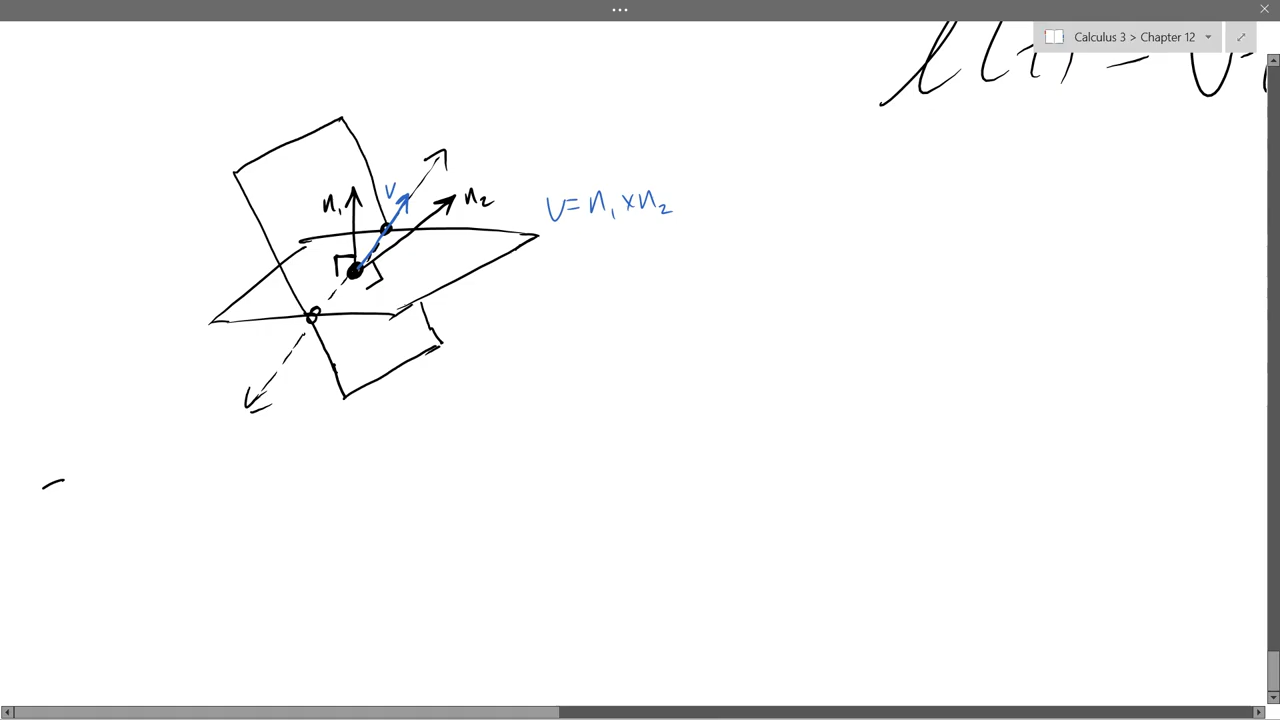 Calculus 3 > Chapter 12
v
n₁
n₂
v = n₁ × n₂